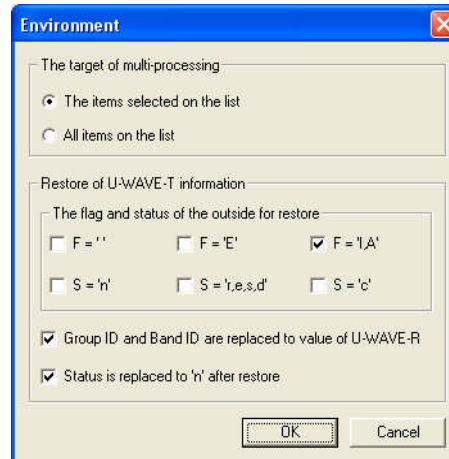 Environment
The target of multi-processing
The items selected on the list
All items on the list
Restore of U-WAVE-T information
The flag and status of the outside for restore
F = ' ' F = 'E' F = 'I,A'
S = 'n' S = 'r,e,s,d' S = 'c'
Group ID and Band ID are replaced to value of U-WAVE-R
Status is replaced to 'n' after restore
OK Cancel